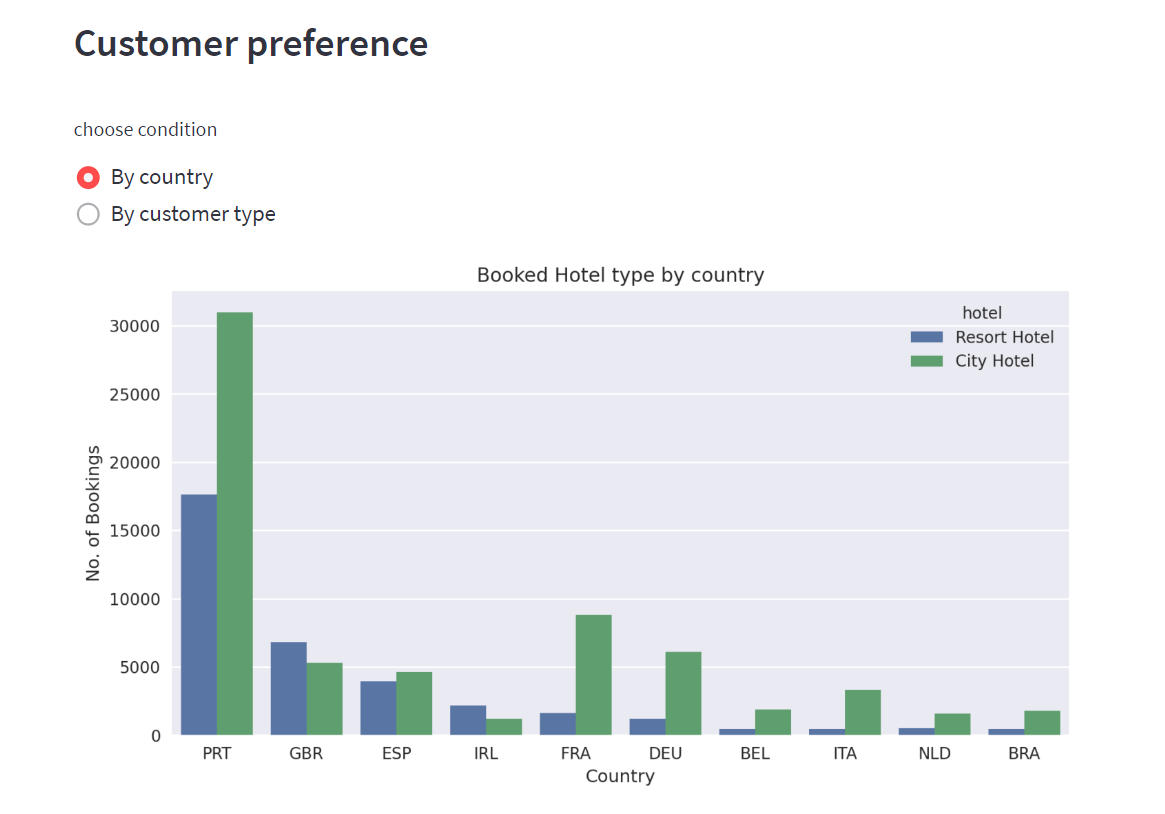 Customer preference
choose condition
By country
By customer type
Booked Hotel type by country
hotel
Resort Hotel
City Hotel
No. of Bookings
30000
25000
20000
15000
10000
5000
0
PRT GBR ESP IRL FRA DEU BEL ITA NLD BRA
Country